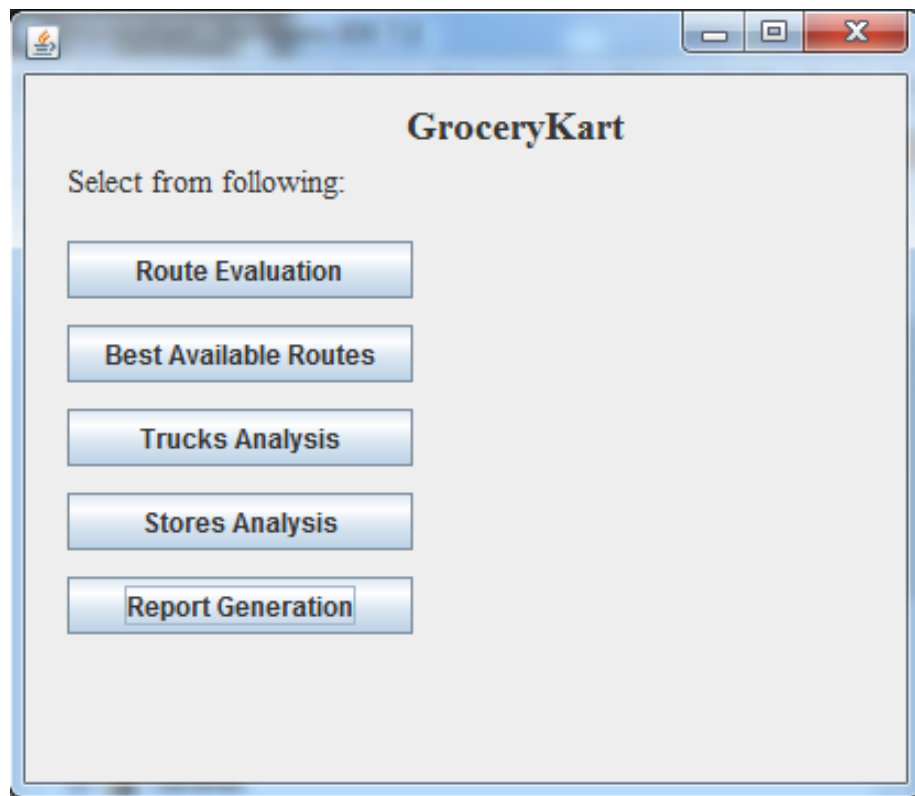 GroceryKart
Select from following:
Route Evaluation
Best Available Routes
Trucks Analysis
Stores Analysis
Report Generation